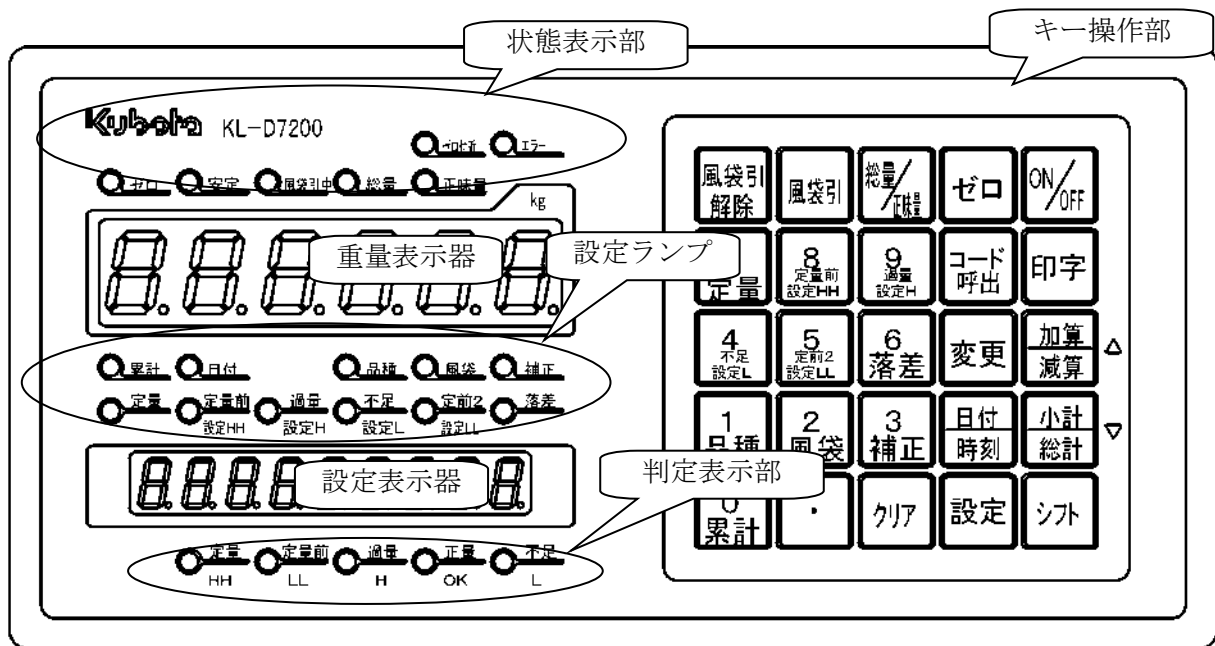 状態表示部
キー操作部
Kubota KL-D7200
エラー
ゼロ 安定 風袋引中 総量 正味量
kg
重量表示器
設定ランプ
累計 日付 品種 風袋 補正
定量 定量前 過量 不足 定前2 落差
設定HH 設定H 設定L 設定LL
設定表示器
判定表示部
定量 定量前 過量 正量 不足
HH LL H OK L
風袋引 風袋引 総量/正味量 ゼロ ON/OFF
解除
定量 8 定量前 設定HH 9 過量 設定H コード呼出 印字
4 不足 設定L 5 定前2 設定LL 6 落差 変更 加算 減算 △
1 品種 2 風袋 3 補正 日付 時刻 小計 総計 ▽
0 累計 ・ クリア 設定 シフト